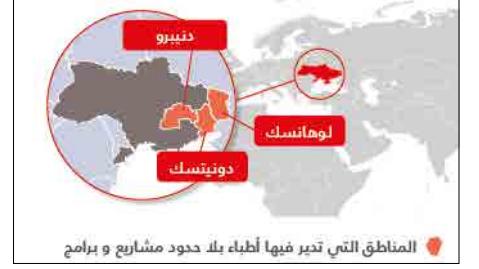 دنيبرو
لوهانسك
دونيتسك
المناطق التي تدير فيها أطباء بلا حدود مشاريع و برامج